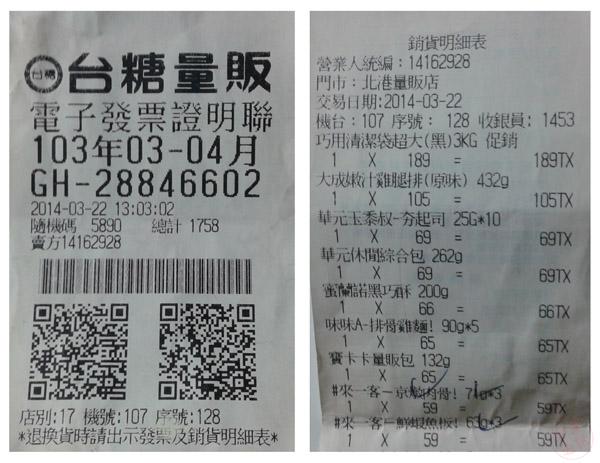 台糖
台糖量販
電子發票證明聯
103年03-04月
GH-28846602
2014-03-22 13:03:02
隨機碼 5890 總計 1758
賣方14162928
店別:17 機號:107 序號:128
*退換貨時請出示發票及銷貨明細表*
銷貨明細表
營業人統編：14162928
門市：北港量販店
交易日期:2014-03-22
機台：107 序號： 128 收銀員： 1453
巧用清潔袋超大(黑)3KG 促銷
1 X 189 = 189TX
大成嫩汁雞腿排(原味) 432g
1 X 105 = 105TX
華元玉黍叔-夯起司 25G*10
1 X 69 = 69TX
華元休閒綜合包 262g
1 X 69 = 69TX
蜜蘭諾黑巧酥 200g
1 X 66 = 66TX
味味A-排骨雞麵! 90g*5
1 X 65 = 65TX
賽卡卡量販包 132g
1 X 65 = 65TX
#來一客-京燒肉骨! 7g*3
1 X 59 = 59TX
#來一客-鮮蝦魚板! 63g*3
1 X 59 = 59TX